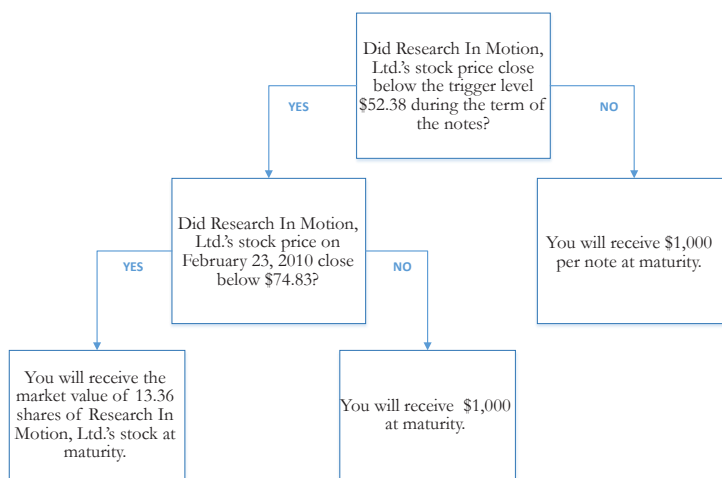 Did Research In Motion,
Ltd.'s stock price close
below the trigger level
$52.38 during the term of
the notes?
YES
NO
Did Research In Motion,
Ltd.'s stock price on
February 23, 2010 close
below $74.83?
You will receive $1,000
per note at maturity.
YES
NO
You will receive the
market value of 13.36
shares of Research In
Motion, Ltd.'s stock at
maturity.
You will receive $1,000
at maturity.